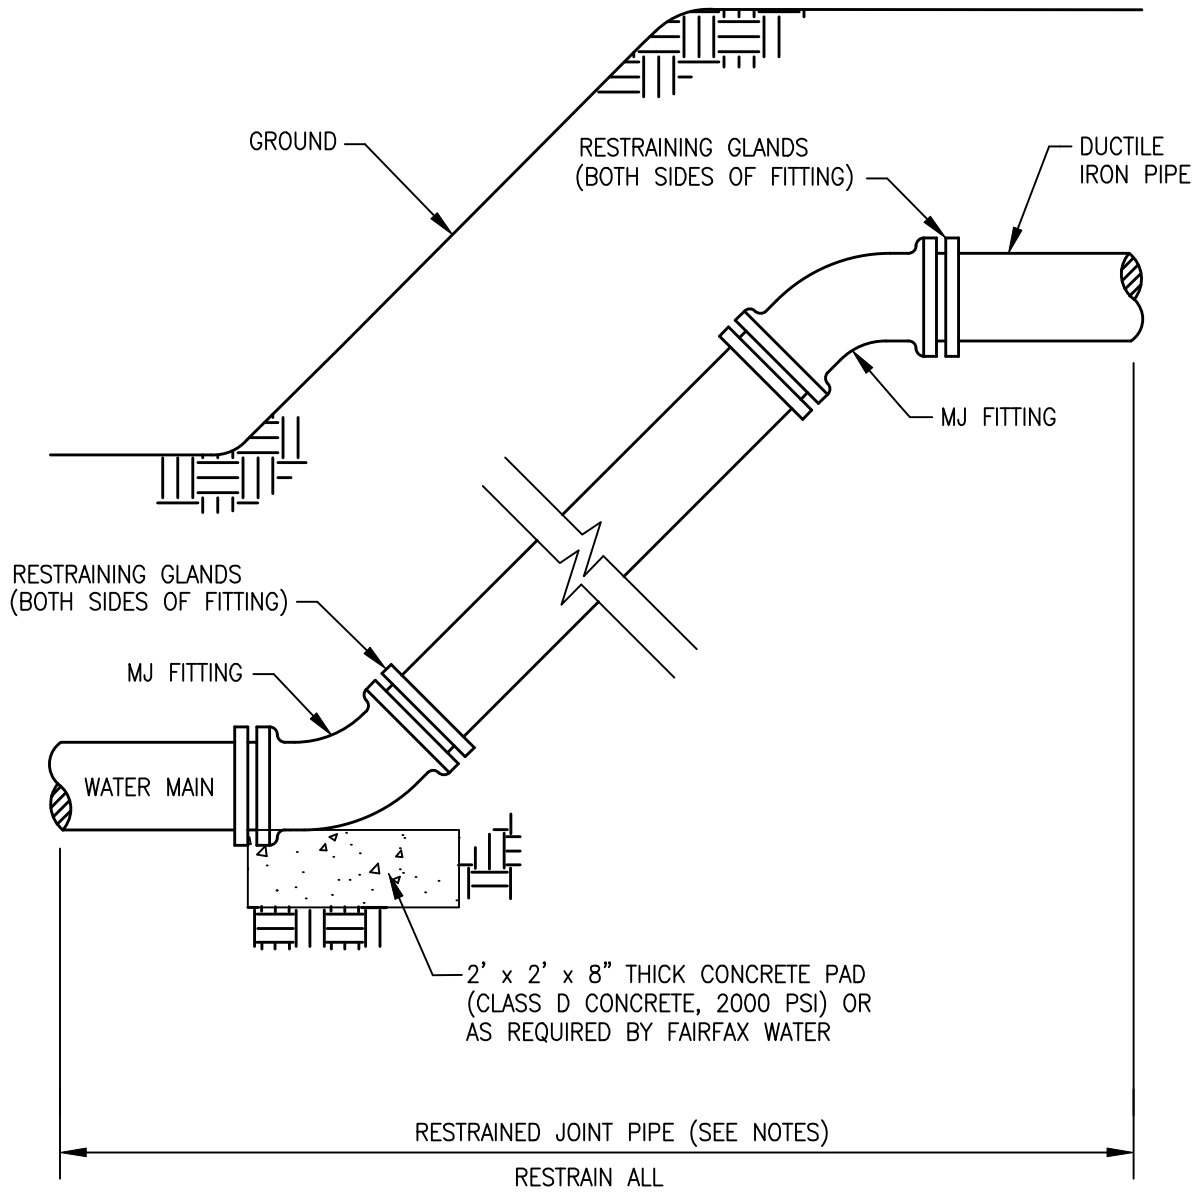 GROUND
RESTRAINING GLANDS
(BOTH SIDES OF FITTING)
DUCTILE
IRON PIPE
MJ FITTING
RESTRAINING GLANDS
(BOTH SIDES OF FITTING)
MJ FITTING
WATER MAIN
2' x 2' x 8" THICK CONCRETE PAD
(CLASS D CONCRETE, 2000 PSI) OR
AS REQUIRED BY FAIRFAX WATER
RESTRAINED JOINT PIPE (SEE NOTES)
RESTRAIN ALL